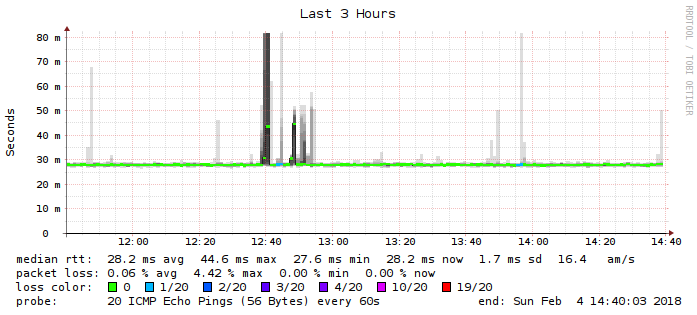 Last 3 Hours
RRDTOOL / TOBI OETIKER
Seconds
80 m
70 m
60 m
50 m
40 m
30 m
20 m
10 m
0
12:00 12:20 12:40 13:00 13:20 13:40 14:00 14:20 14:40
median rtt: 28.2 ms avg 44.6 ms max 27.6 ms min 28.2 ms now 1.7 ms sd 16.4 am/s
packet loss: 0.06 % avg 4.42 % max 0.00 % min 0.00 % now
loss color: 0 1/20 2/20 3/20 4/20 10/20 19/20
probe: 20 ICMP Echo Pings (56 Bytes) every 60s end: Sun Feb 4 14:40:03 2018